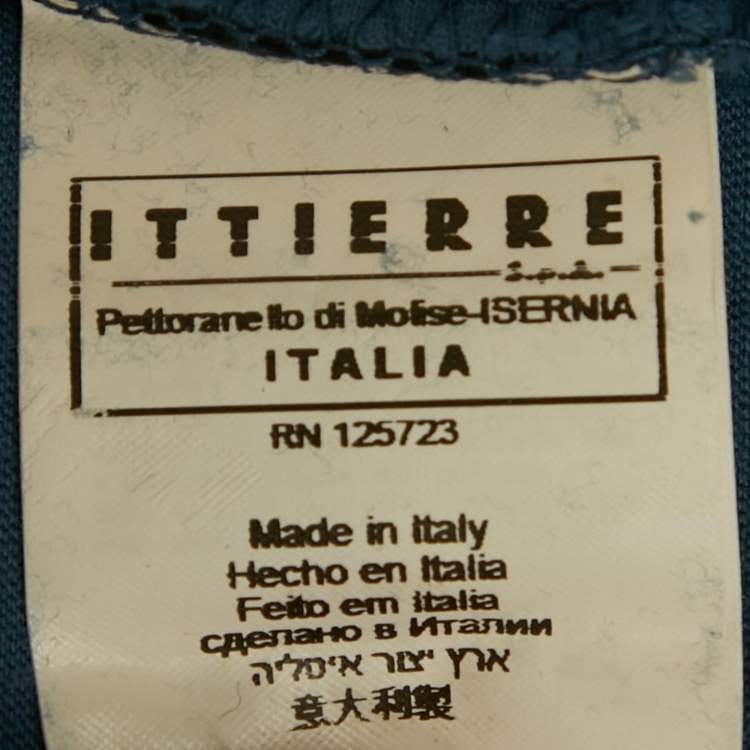 ITTIERRE
S.p.A.
Pettoranello di Molise-ISERNIA
ITALIA
RN 125723
Made in Italy
Hecho en Italia
Feito em Italia
сделано в Италии
ארץ יצור איטליה
意大利製